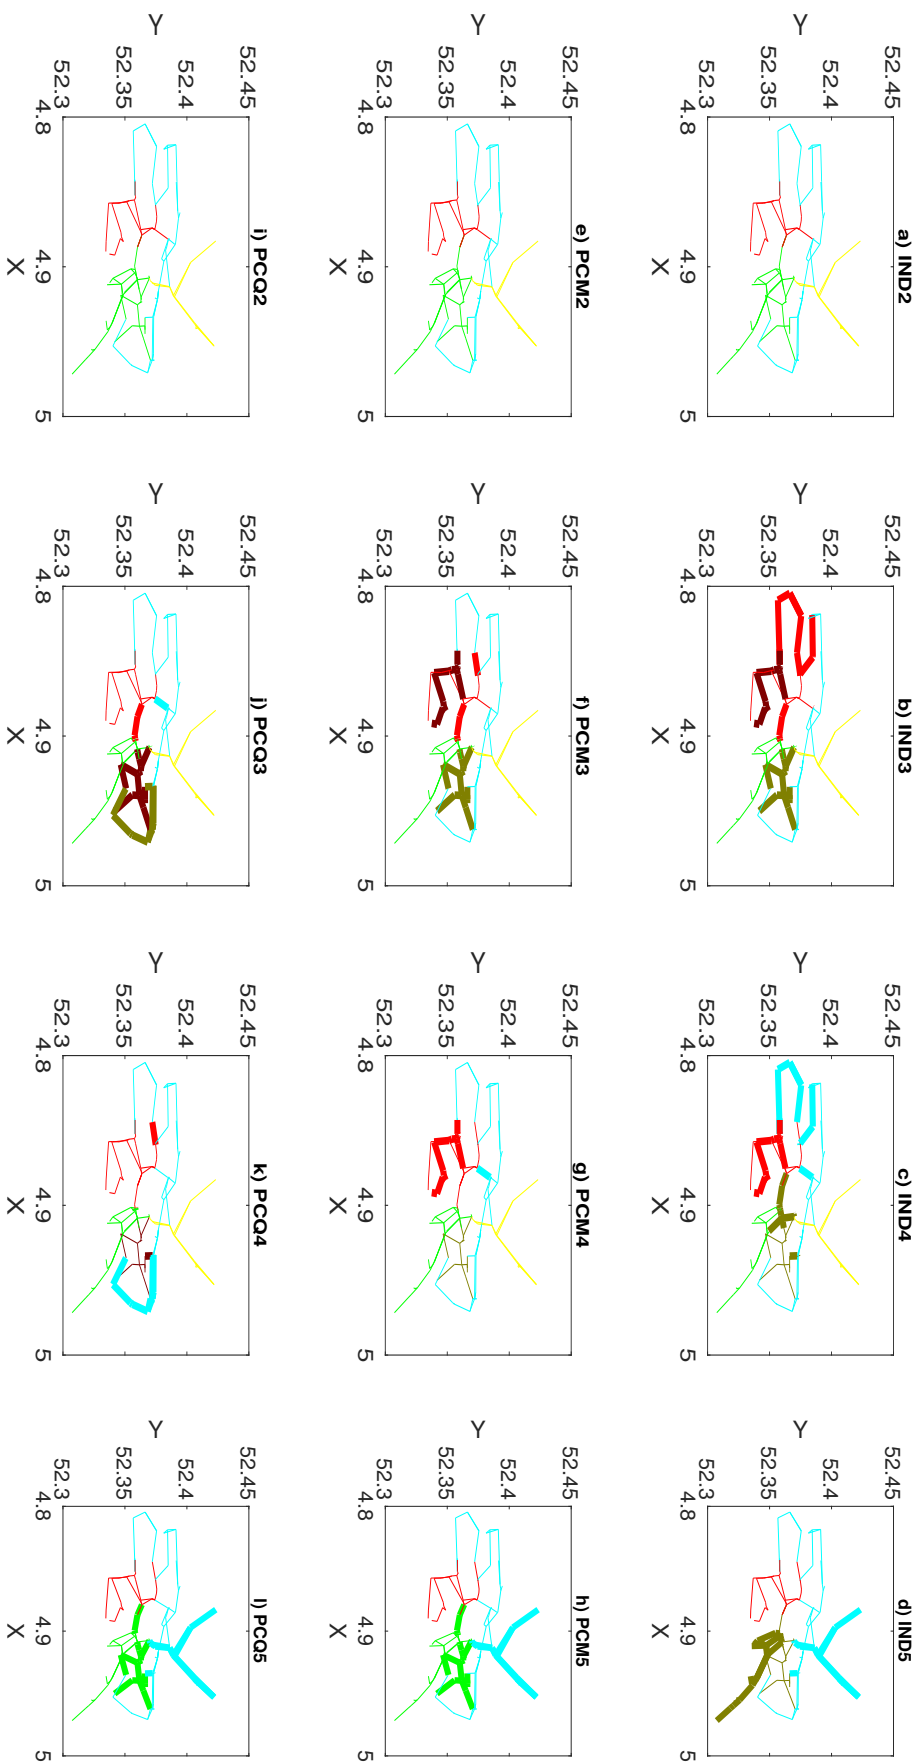 a) IND2
52.45
52.4
52.35
52.3
Y
4.8 4.9 5
X
b) IND3
52.45
52.4
52.35
52.3
Y
4.8 4.9 5
X
c) IND4
52.45
52.4
52.35
52.3
Y
4.8 4.9 5
X
d) IND5
52.45
52.4
52.35
52.3
Y
4.8 4.9 5
X
e) PCM2
52.45
52.4
52.35
52.3
Y
4.8 4.9 5
X
f) PCM3
52.45
52.4
52.35
52.3
Y
4.8 4.9 5
X
g) PCM4
52.45
52.4
52.35
52.3
Y
4.8 4.9 5
X
h) PCM5
52.45
52.4
52.35
52.3
Y
4.8 4.9 5
X
i) PCQ2
52.45
52.4
52.35
52.3
Y
4.8 4.9 5
X
j) PCQ3
52.45
52.4
52.35
52.3
Y
4.8 4.9 5
X
k) PCQ4
52.45
52.4
52.35
52.3
Y
4.8 4.9 5
X
l) PCQ5
52.45
52.4
52.35
52.3
Y
4.8 4.9 5
X